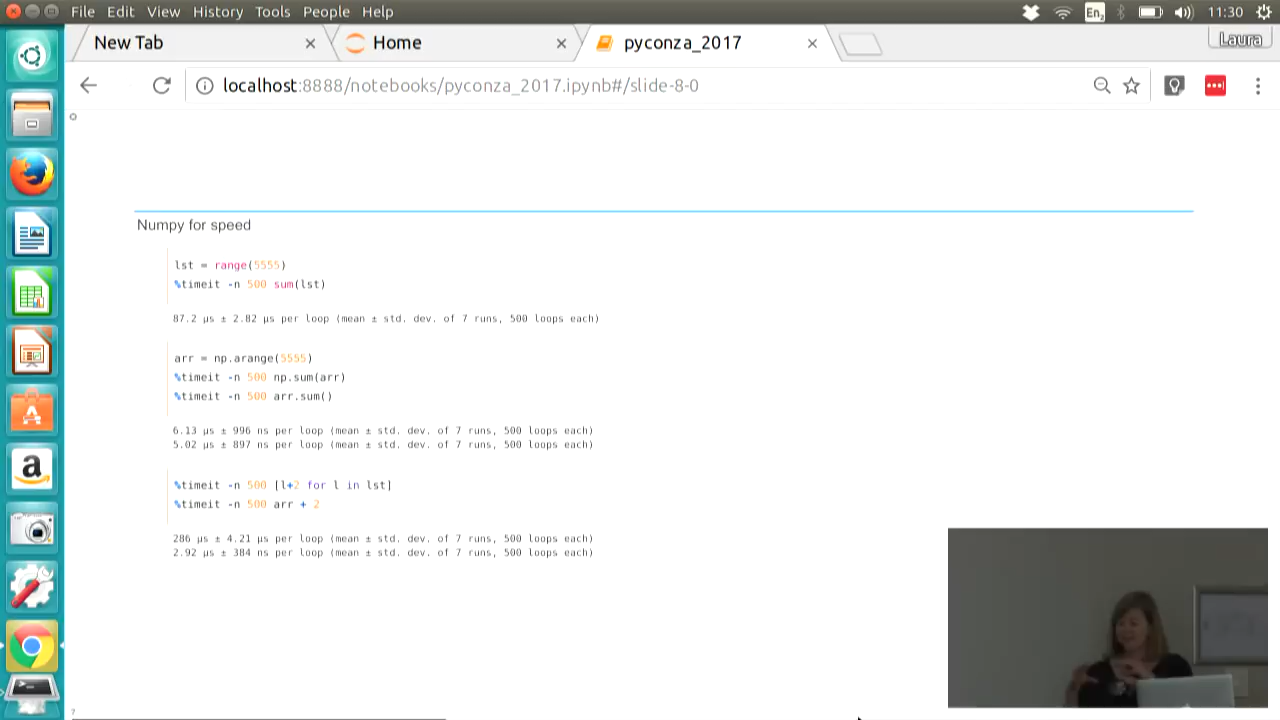 File Edit View History Tools People Help
En2 11:30
New Tab
Home
pyconza_2017
Laura
localhost:8888/notebooks/pyconza_2017.ipynb#/slide-8-0
Numpy for speed
lst = range(5555)
%timeit -n 500 sum(lst)
87.2 µs ± 2.82 µs per loop (mean ± std. dev. of 7 runs, 500 loops each)
arr = np.arange(5555)
%timeit -n 500 np.sum(arr)
%timeit -n 500 arr.sum()
6.13 µs ± 996 ns per loop (mean ± std. dev. of 7 runs, 500 loops each)
5.02 µs ± 897 ns per loop (mean ± std. dev. of 7 runs, 500 loops each)
%timeit -n 500 [l+2 for l in lst]
%timeit -n 500 arr + 2
286 µs ± 4.21 µs per loop (mean ± std. dev. of 7 runs, 500 loops each)
2.92 µs ± 384 ns per loop (mean ± std. dev. of 7 runs, 500 loops each)
?